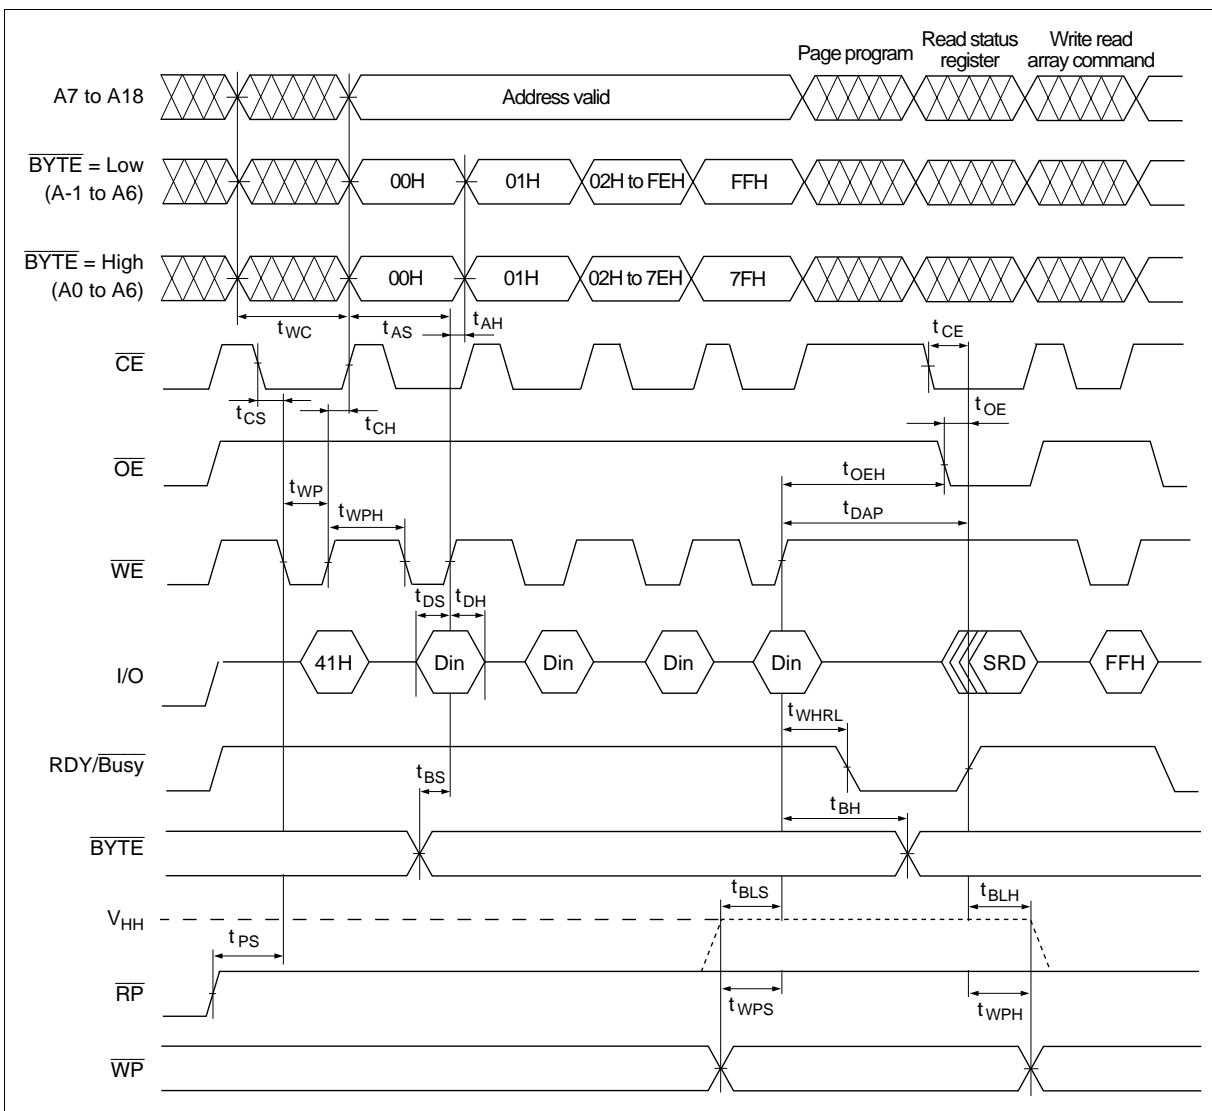 Page program
Read status register
Write read array command
A7 to A18
Address valid
BYTE = Low (A-1 to A6)
00H
01H
02H to FEH
FFH
BYTE = High (A0 to A6)
00H
01H
02H to 7EH
7FH
tWC
tAS
tAH
tCE
CE
tCS
tCH
tOE
OE
tWP
tWPH
tOEH
tDAP
WE
tDS
tDH
I/O
41H
Din
Din
Din
Din
SRD
FFH
tWHRL
RDY/Busy
tBS
tBH
BYTE
tBLS
tBLH
VHH
tPS
RP
tWPS
tWPH
WP